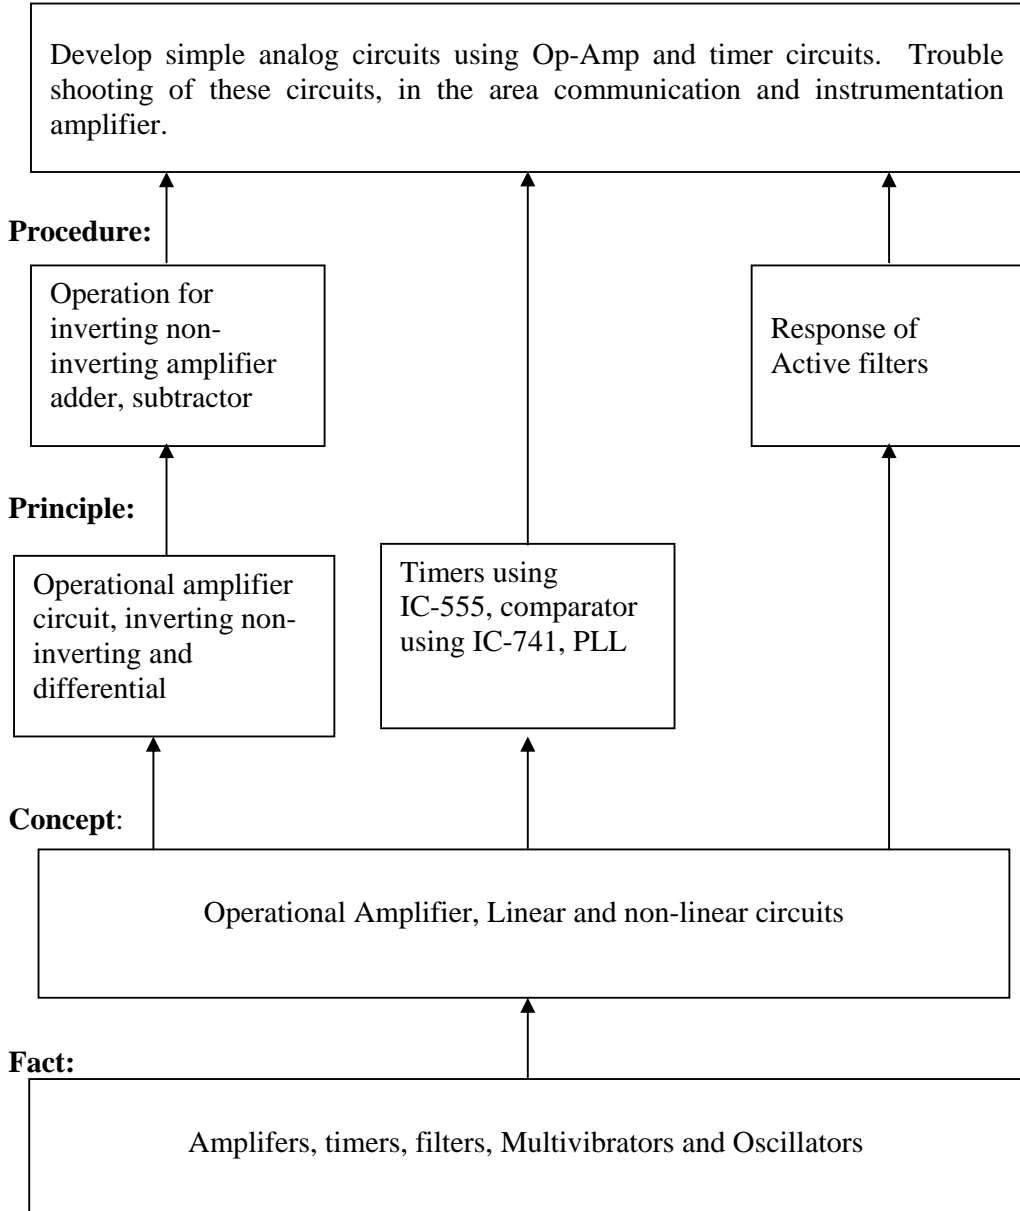 Develop simple analog circuits using Op-Amp and timer circuits. Trouble
shooting of these circuits, in the area communication and instrumentation
amplifier.
Procedure:
Operation for
inverting non-
inverting amplifier
adder, subtractor
Response of
Active filters
Principle:
Operational amplifier
circuit, inverting non-
inverting and
differential
Timers using
IC-555, comparator
using IC-741, PLL
Concept:
Operational Amplifier, Linear and non-linear circuits
Fact:
Amplifers, timers, filters, Multivibrators and Oscillators